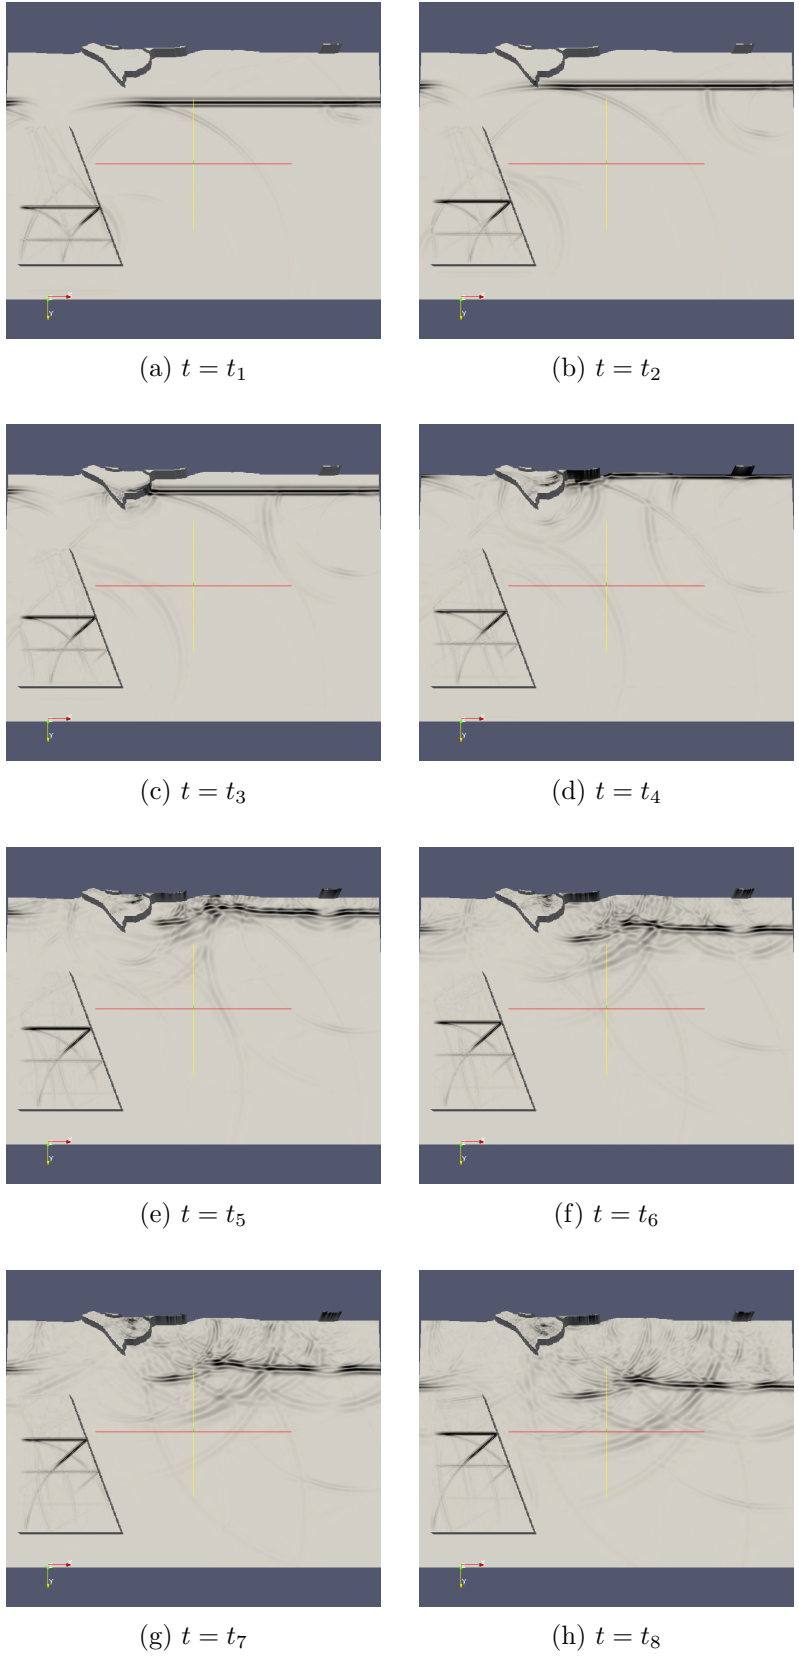 (a) t = t₁
(b) t = t₂
(c) t = t₃
(d) t = t₄
(e) t = t₅
(f) t = t₆
(g) t = t₇
(h) t = t₈
Y
Y
Y
Y
Y
Y
Y
Y